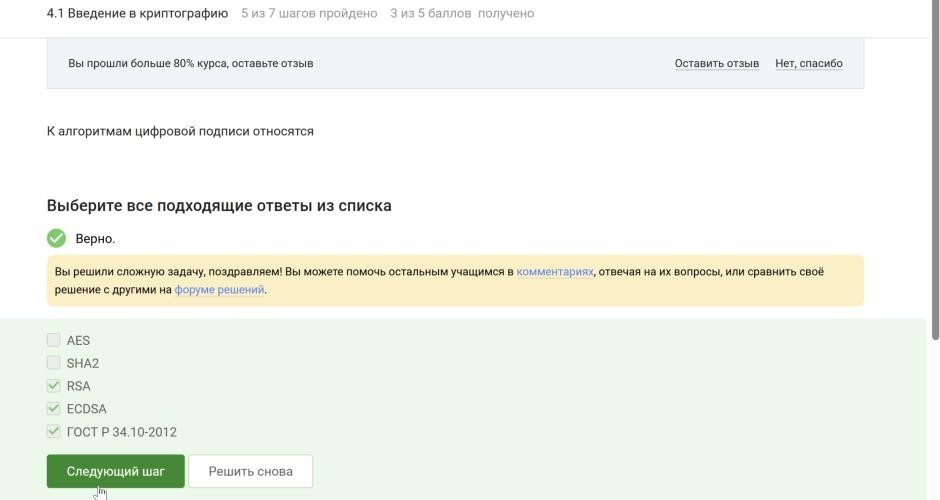 4.1 Введение в криптографию 5 из 7 шагов пройдено 3 из 5 баллов получено
Вы прошли больше 80% курса, оставьте отзыв Оставить отзыв Нет, спасибо
К алгоритмам цифровой подписи относятся
Выберите все подходящие ответы из списка
Верно.
Вы решили сложную задачу, поздравляем! Вы можете помочь остальным учащимся в комментариях, отвечая на их вопросы, или сравнить своё
решение с другими на форуме решений.
AES
SHA2
RSA
ECDSA
ГОСТ Р 34.10-2012
Следующий шаг Решить снова